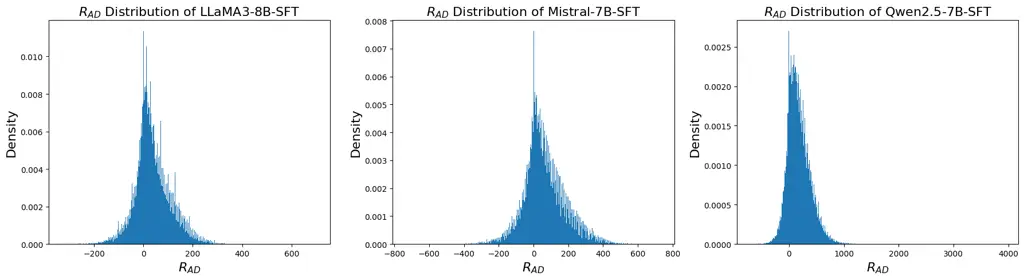 R_AD Distribution of LLaMA3-8B-SFT
Density
0.010
0.008
0.006
0.004
0.002
0.000
−200 0 200 400 600
R_AD
R_AD Distribution of Mistral-7B-SFT
Density
0.008
0.007
0.006
0.005
0.004
0.003
0.002
0.001
0.000
−800 −600 −400 −200 0 200 400 600 800
R_AD
R_AD Distribution of Qwen2.5-7B-SFT
Density
0.0025
0.0020
0.0015
0.0010
0.0005
0.0000
0 1000 2000 3000 4000
R_AD